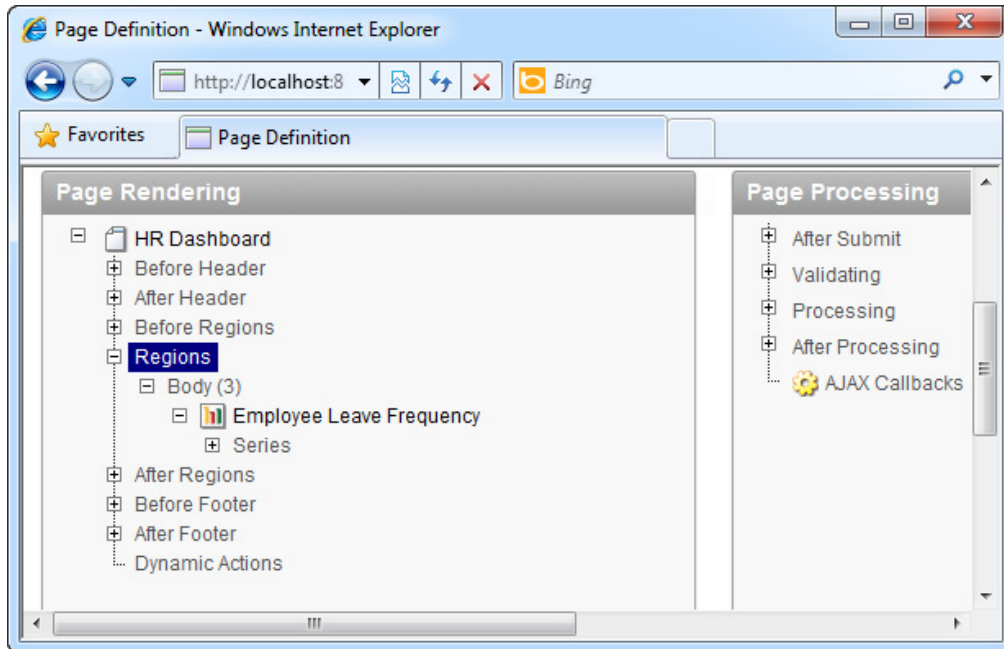 Page Definition - Windows Internet Explorer
http://localhost:8
Bing
Favorites
Page Definition
Page Rendering
HR Dashboard
Before Header
After Header
Before Regions
Regions
Body (3)
Employee Leave Frequency
Series
After Regions
Before Footer
After Footer
Dynamic Actions
Page Processing
After Submit
Validating
Processing
After Processing
AJAX Callbacks